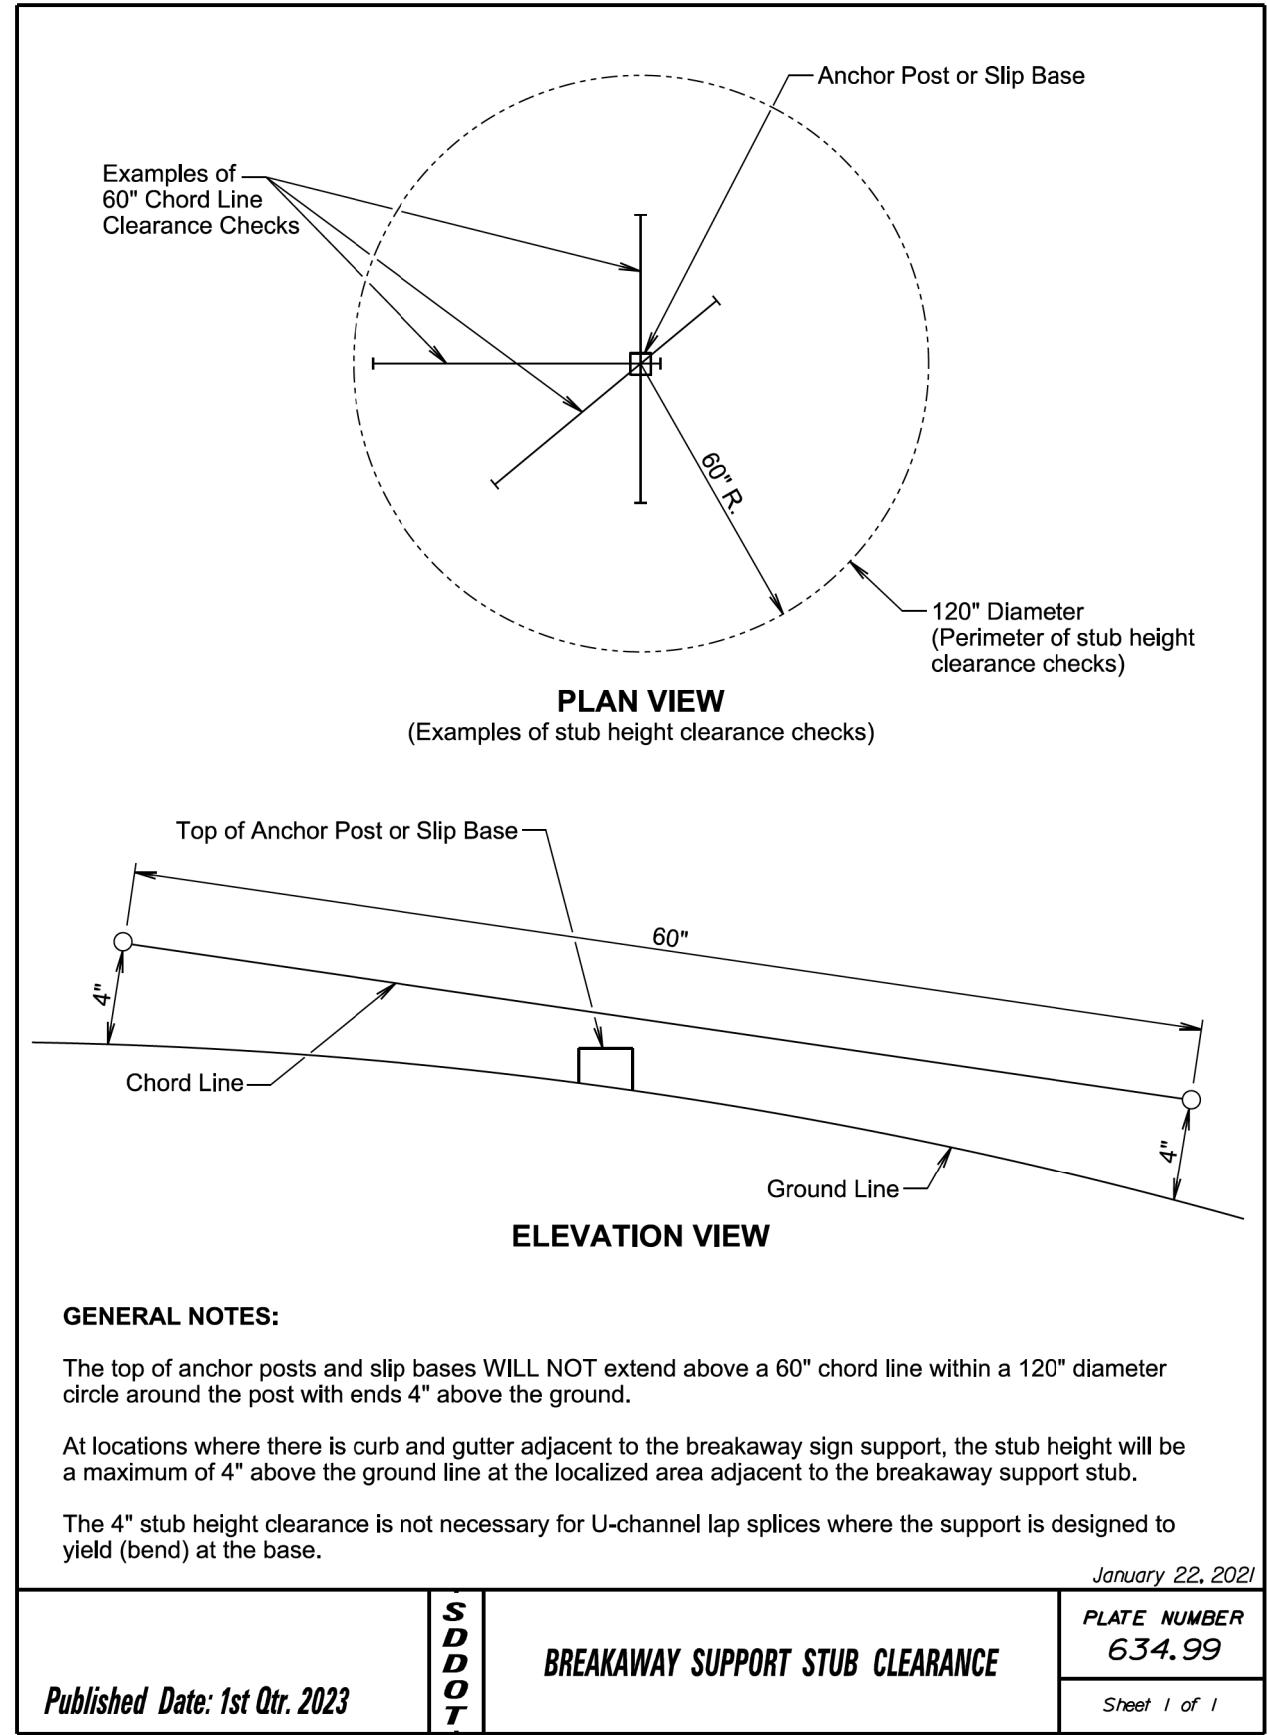 Anchor Post or Slip Base
Examples of
60" Chord Line
Clearance Checks
60" R.
120" Diameter
(Perimeter of stub height
clearance checks)
PLAN VIEW
(Examples of stub height clearance checks)
Top of Anchor Post or Slip Base
60"
4"
Chord Line
4"
Ground Line
ELEVATION VIEW
GENERAL NOTES:
The top of anchor posts and slip bases WILL NOT extend above a 60" chord line within a 120" diameter
circle around the post with ends 4" above the ground.
At locations where there is curb and gutter adjacent to the breakaway sign support, the stub height will be
a maximum of 4" above the ground line at the localized area adjacent to the breakaway support stub.
The 4" stub height clearance is not necessary for U-channel lap splices where the support is designed to
yield (bend) at the base.
January 22, 2021
Published Date: 1st Qtr. 2023
S
D
D
O
T
BREAKAWAY SUPPORT STUB CLEARANCE
PLATE NUMBER
634.99
Sheet 1 of 1